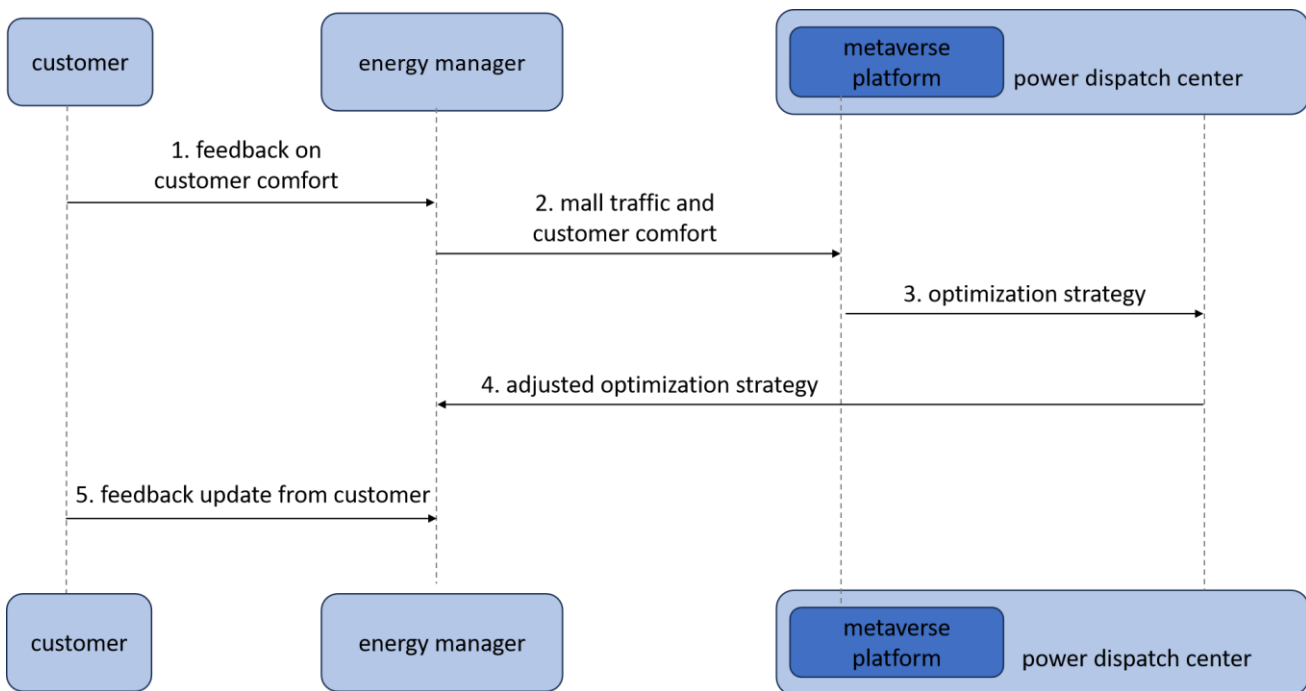 customer
energy manager
metaverse
platform
power dispatch center
1. feedback on
customer comfort
2. mall traffic and
customer comfort
3. optimization strategy
4. adjusted optimization strategy
5. feedback update from customer
customer
energy manager
metaverse
platform
power dispatch center